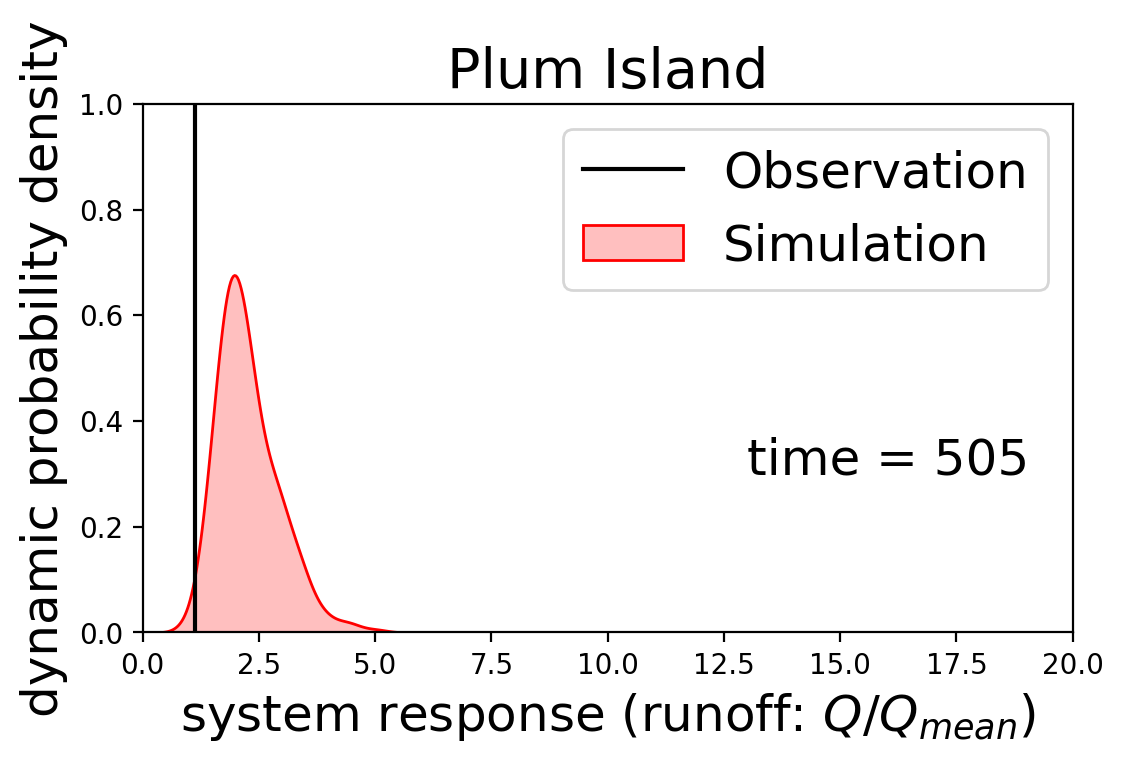 Plum Island
dynamic probability density
1.0
0.8
0.6
0.4
0.2
0.0
Observation
Simulation
time = 505
0.0 2.5 5.0 7.5 10.0 12.5 15.0 17.5 20.0
system response (runoff: Q/Qmean)